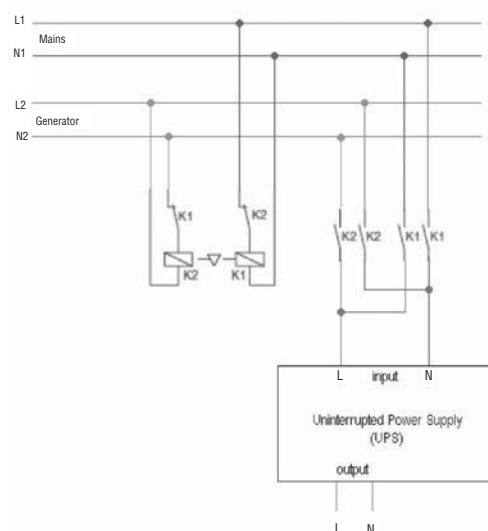 L1
Mains
N1
L2
Generator
N2
K1
K2
K2 K2 K1 K1
K2
K1
L input N
Uninterrupted Power Supply
(UPS)
output
L N